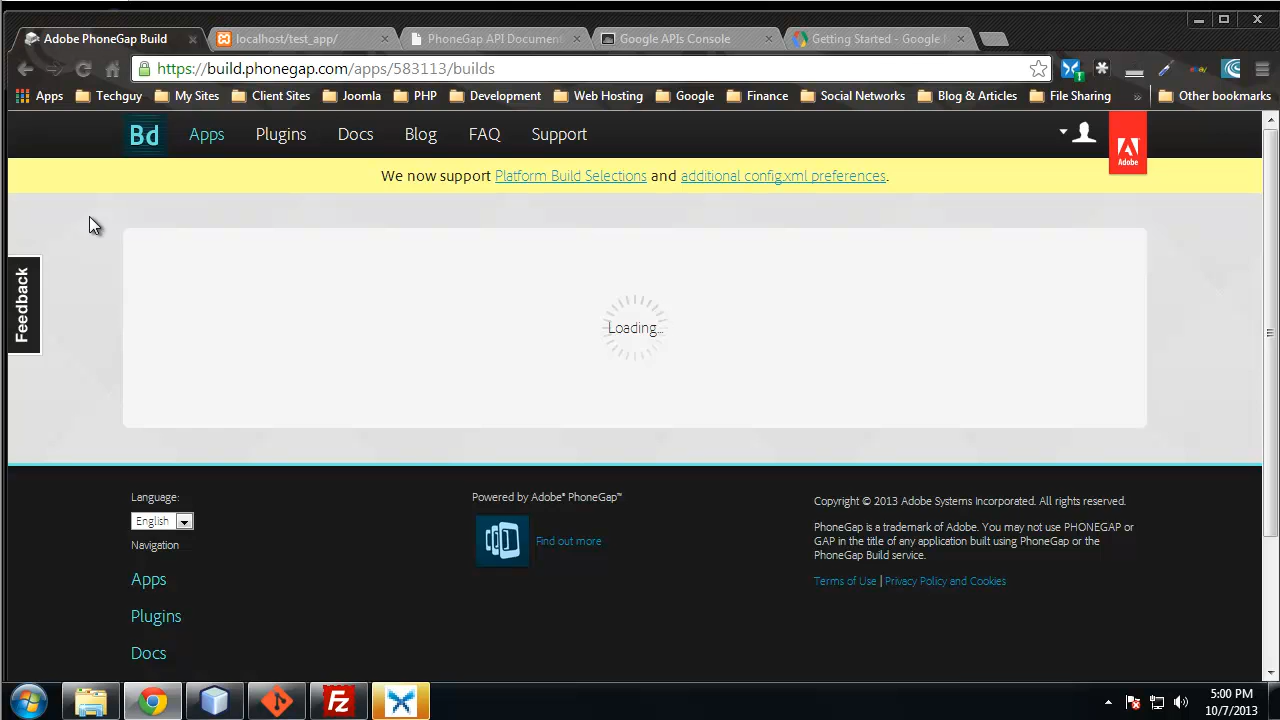 Adobe PhoneGap Build
localhost/test_app/
PhoneGap API Document
Google APIs Console
Getting Started - Google
https://build.phonegap.com/apps/583113/builds
Apps
Techguy
My Sites
Client Sites
Joomla
PHP
Development
Web Hosting
Google
Finance
Social Networks
Blog & Articles
File Sharing
»
Other bookmarks
Bd
Apps
Plugins
Docs
Blog
FAQ
Support
Adobe
We now support Platform Build Selections and additional config.xml preferences.
Feedback
Loading...
Language:
English
Navigation
Apps
Plugins
Docs
Powered by Adobe® PhoneGap™
Find out more
Copyright © 2013 Adobe Systems Incorporated. All rights reserved.
PhoneGap is a trademark of Adobe. You may not use PHONEGAP or
GAP in the title of any application built using PhoneGap or the
PhoneGap Build service.
Terms of Use | Privacy Policy and Cookies
5:00 PM
10/7/2013